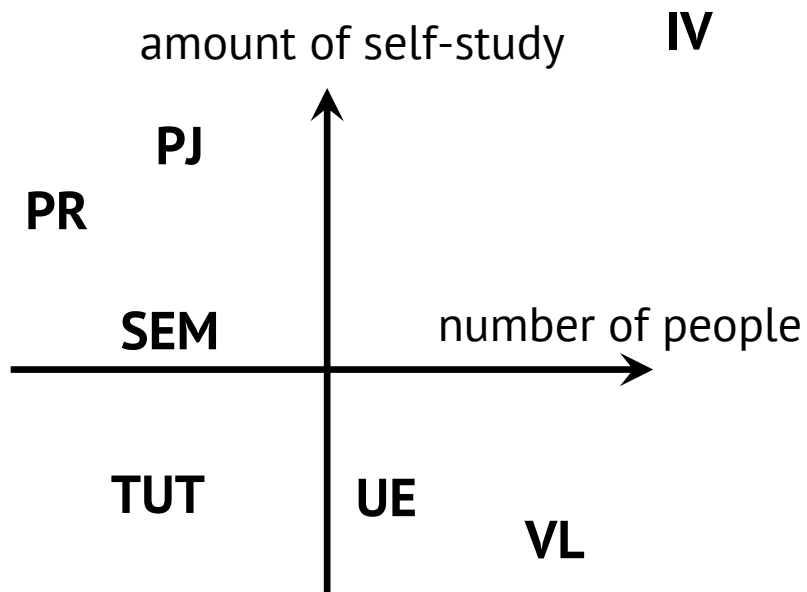 IV
amount of self-study
PJ
PR
SEM
number of people
TUT
UE
VL